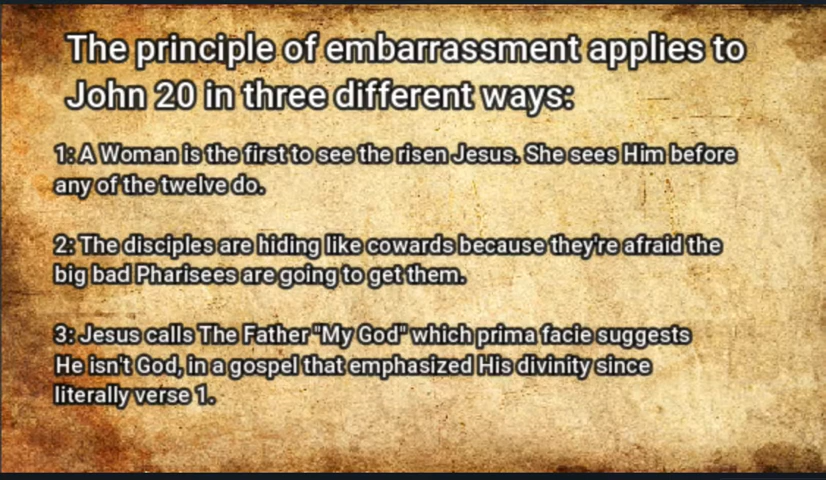 The principle of embarrassment applies to
John 20 in three different ways:
1: A Woman is the first to see the risen Jesus. She sees Him before
any of the twelve do.
2: The disciples are hiding like cowards because they're afraid the
big bad Pharisees are going to get them.
3: Jesus calls The Father "My God" which prima facie suggests
He isn't God, in a gospel that emphasized His divinity since
literally verse 1.